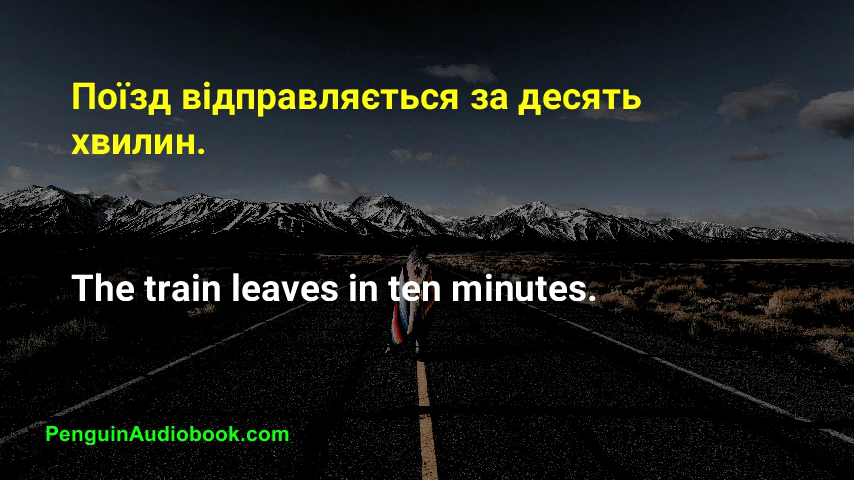 Поїзд відправляється за десять
хвилин.
The train leaves in ten minutes.
PenguinAudiobook.com